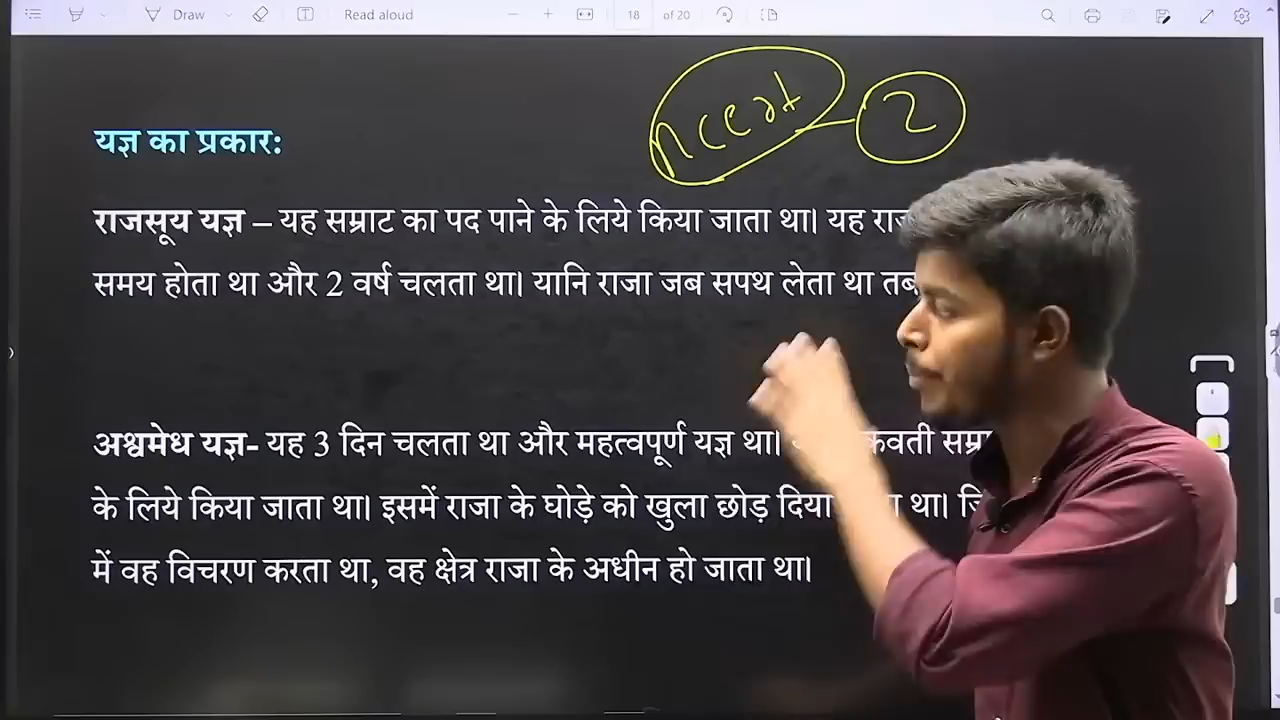 Draw
Read aloud
18 of 20
ncert 2
यज्ञ का प्रकार:
राजसूय यज्ञ – यह सम्राट का पद पाने के लिये किया जाता था। यह
समय होता था और 2 वर्ष चलता था। यानि राजा जब सपथ लेता था तब
अश्वमेध यज्ञ- यह 3 दिन चलता था और महत्वपूर्ण यज्ञ था।
के लिये किया जाता था। इसमें राजा के घोड़े को खुला छोड़ दिया था।
में वह विचरण करता था, वह क्षेत्र राजा के अधीन हो जाता था।